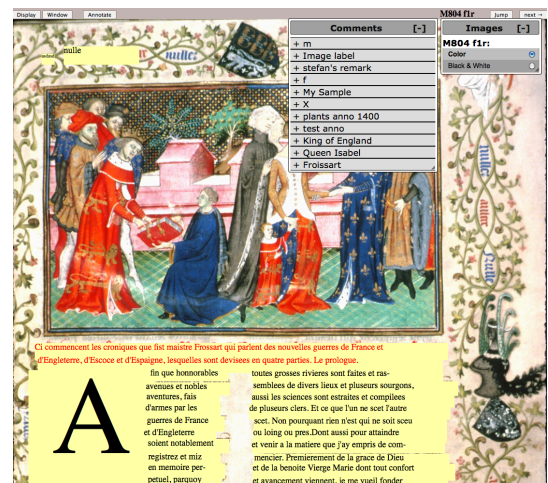 Display Window Annotate
M804 f1r jump next →
Comments [-]
+ m
+ Image label
+ stefan's remark
+ f
+ My Sample
+ X
+ plants anno 1400
+ test anno
+ King of England
+ Queen Isabel
+ Froissart
Images [-]
M804 f1r:
Color
Black & White
nulle
nulle
nulle
autre
Nulle
Ci commencent les croniques que fist maistre Frossart qui parlent des nouvelles guerres de France et
d'Engleterre, d'Escoce et d'Espaigne, lesquelles sont devisees en quatre parties. Le prologue.
A
fin que honnorables
avenues et nobles
aventures, fais
d'armes par les
guerres de France
et d'Engleterre
soient notablement
registrez et miz
en memoire per-
petuel, parquoy
toutes grosses rivieres sont faites et ras-
semblees de divers lieux et pluseurs sourgons,
aussi les sciences sont estraites et compilees
de pluseurs clers. Et ce que l'un ne scet l'autre
scet. Non pourquant rien n'est qui ne soit sceu
ou loing ou pres.Dont aussi pour attaindre
et venir a la matiere que j'ay empris de com-
mencier. Premierement de la grace de Dieu
et de la benoite Vierge Marie dont tout confort
et avancement viennent, je me vueil fonder